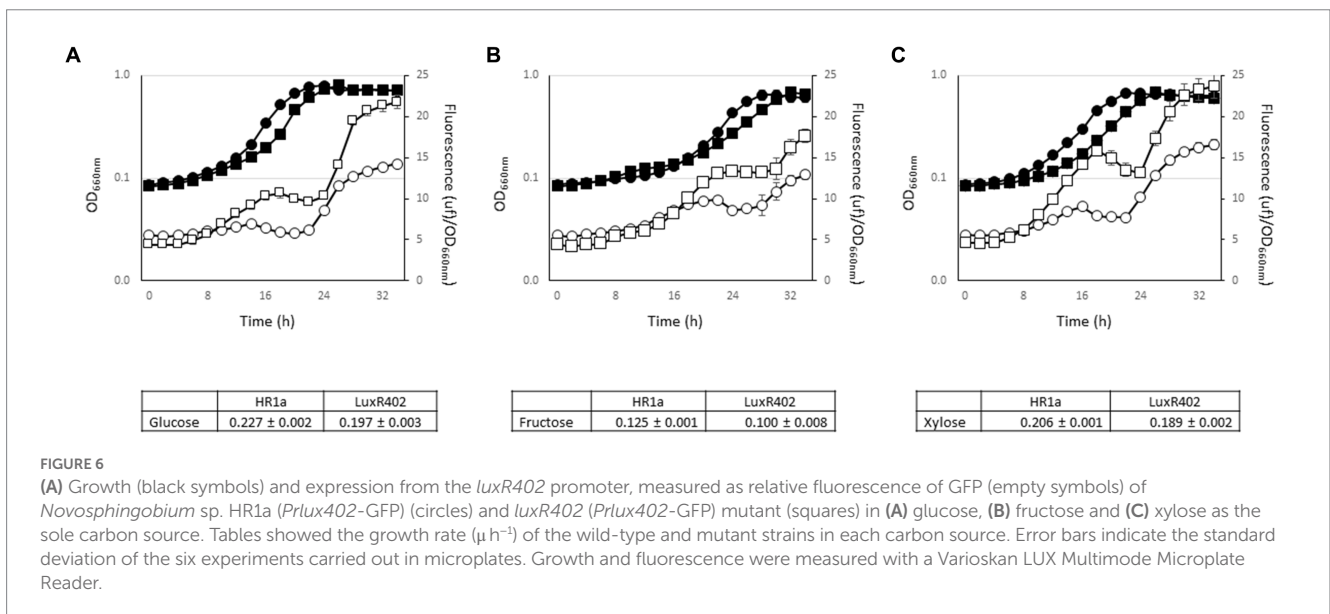 A
B
C
1.0
0.1
0.0
OD660nm
25
20
15
10
5
0
Fluorescence (uf)/OD660nm)
0 8 16 24 32
Time (h)
1.0
0.1
0.0
OD660nm
25
20
15
10
5
0
Fluorescence (uf)/OD660nm)
0 8 16 24 32
Time (h)
1.0
0.1
0.0
OD660nm
25
20
15
10
5
0
Fluorescence (uf)/OD660nm)
0 8 16 24 32
Time (h)
HR1a LuxR402
Glucose 0.227 ± 0.002 0.197 ± 0.003
HR1a LuxR402
Fructose 0.125 ± 0.001 0.100 ± 0.008
HR1a LuxR402
Xylose 0.206 ± 0.001 0.189 ± 0.002
FIGURE 6
(A) Growth (black symbols) and expression from the luxR402 promoter, measured as relative fluorescence of GFP (empty symbols) of
Novosphingobium sp. HR1a (Prlux402-GFP) (circles) and luxR402 (Prlux402-GFP) mutant (squares) in (A) glucose, (B) fructose and (C) xylose as the
sole carbon source. Tables showed the growth rate (μ h−1) of the wild-type and mutant strains in each carbon source. Error bars indicate the standard
deviation of the six experiments carried out in microplates. Growth and fluorescence were measured with a Varioskan LUX Multimode Microplate
Reader.